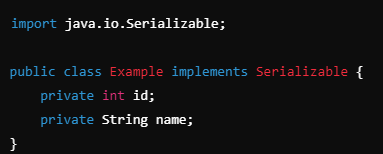 import java.io.Serializable;
public class Example implements Serializable {
    private int id;
    private String name;
}